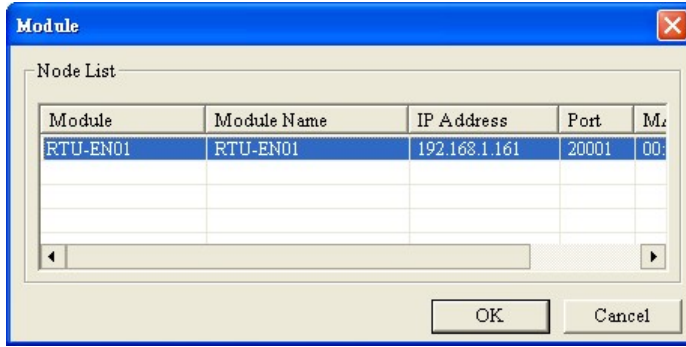 Module
Node List
Module Module Name IP Address Port
RTU-EN01 RTU-EN01 192.168.1.161 20001 00:
OK Cancel